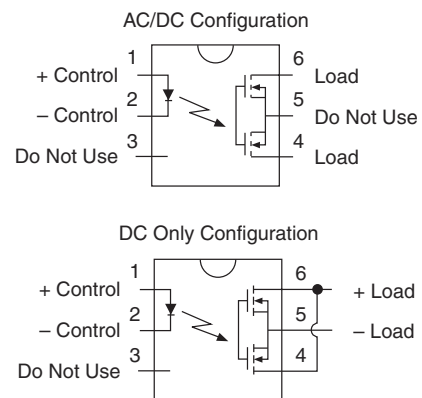 AC/DC Configuration
1
6
+ Control
Load
2
5
– Control
Do Not Use
3
4
Do Not Use
Load
DC Only Configuration
1
6
+ Control
+ Load
2
5
– Control
– Load
3
4
Do Not Use